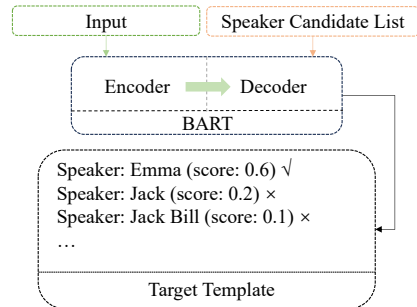 Input
Speaker Candidate List
Encoder
Decoder
BART
Speaker: Emma (score: 0.6) √
Speaker: Jack (score: 0.2) ×
Speaker: Jack Bill (score: 0.1) ×
…
Target Template